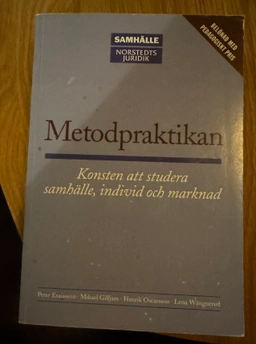 SAMHÄLLE
NORSTEDTS
JURIDIK
BELÖNAD MED
PEDAGOGISKT PRIS
Metodpraktikan
Konsten att studera
samhälle, individ och marknad
Peter Esaiasson · Mikael Gilljam · Henrik Oscarsson · Lena Wängnerud